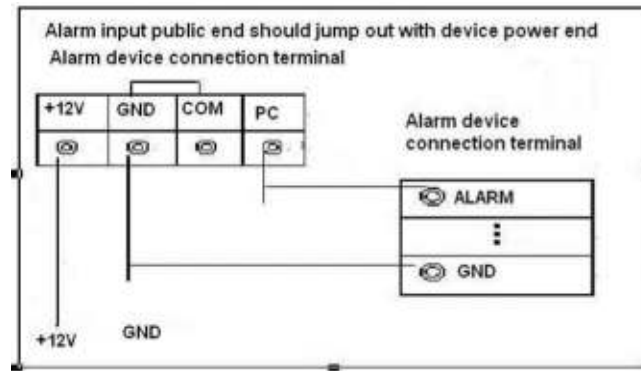 Alarm input public end should jump out with device power end
Alarm device connection terminal
+12V GND COM PC
Alarm device
connection terminal
ALARM
GND
+12V GND